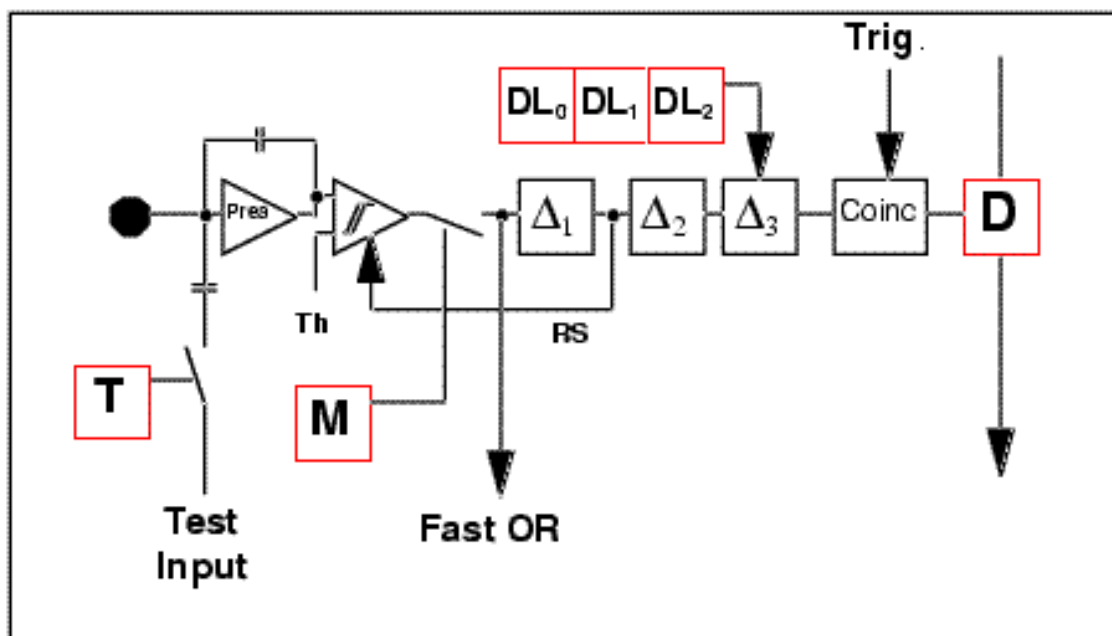 Trig.
DL₀ DL₁ DL₂
Prea
Δ₁ Δ₂ Δ₃ Coinc D
Th
RS
T
M
Test
Input
Fast OR